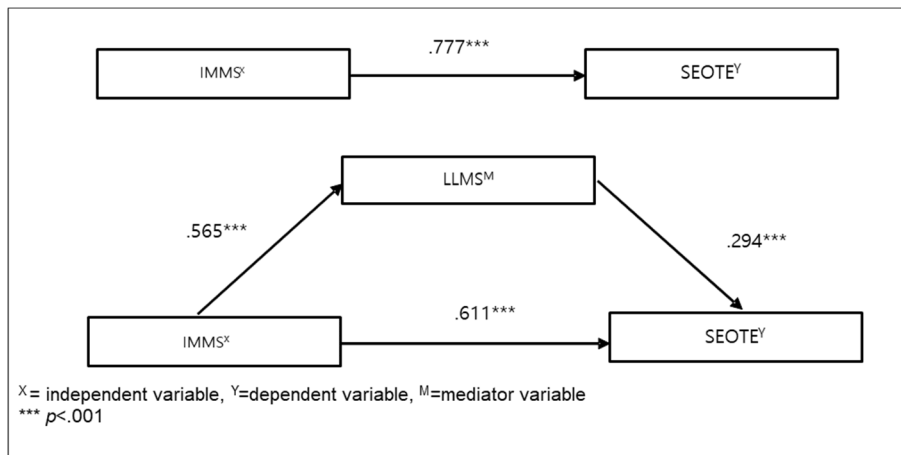 .777***
IMMSˣ
SEOTEʸ
LLMSᴹ
.565***
.294***
.611***
IMMSˣ
SEOTEʸ
ˣ= independent variable, ʸ=dependent variable, ᴹ=mediator variable
*** p<.001